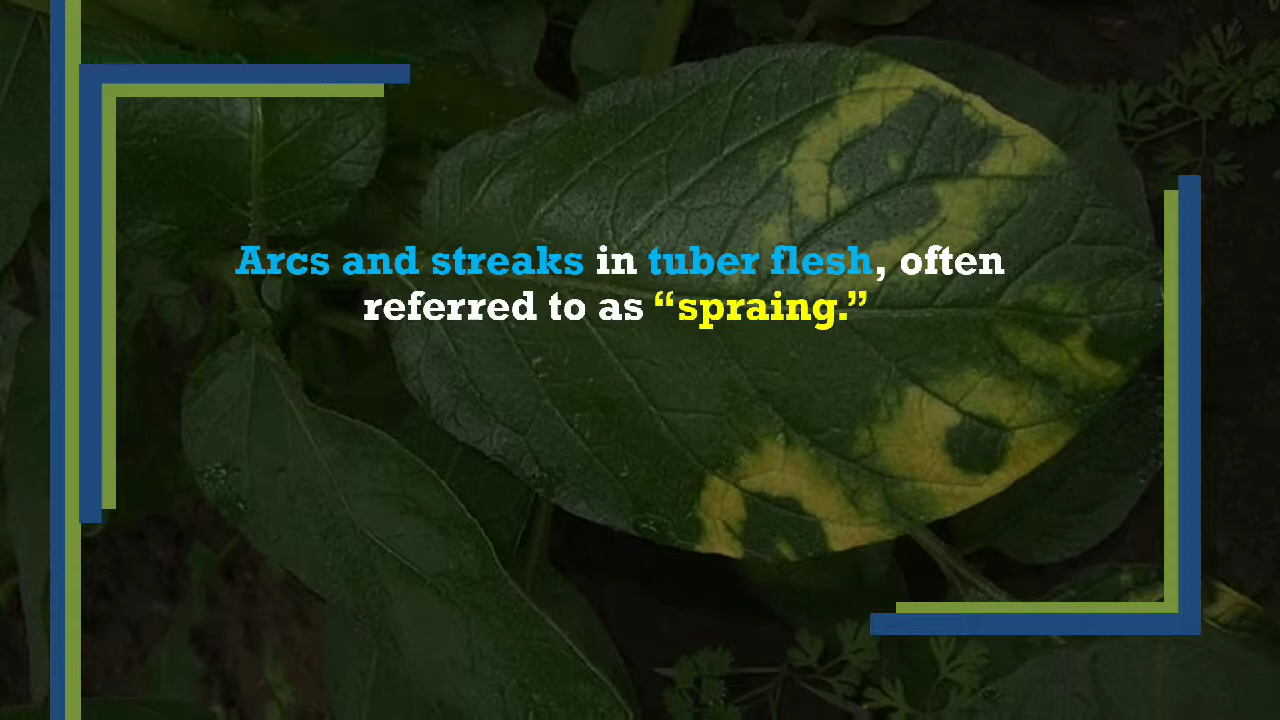 Arcs and streaks in tuber flesh, often
referred to as “spraing.”